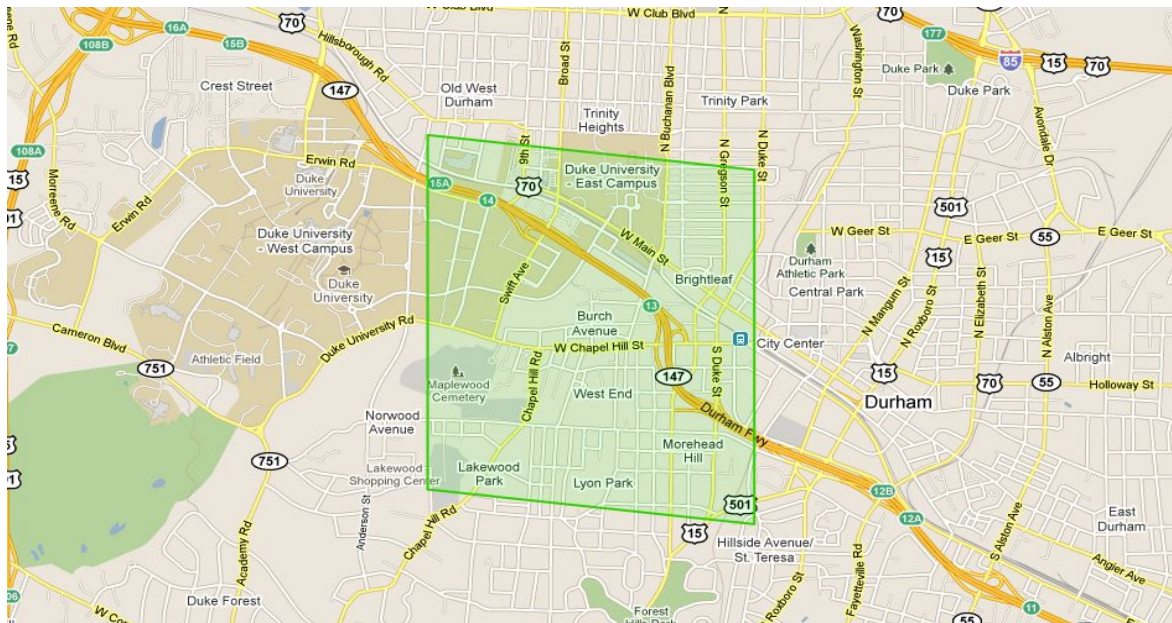 W Club Blvd
W Club Blvd
70
16A
108B
15B
70
Hillsborough Rd
Broad St
N Buchanan Blvd
Washington St
177
70
15
85
15
70
Duke Park
Duke Park
Crest Street
147
Old West
Durham
Trinity
Heights
Trinity Park
N Duke St
N Gregson St
Avondale Dr
108A
15
Morreene Rd
Erwin Rd
Erwin Rd
Duke
University
15A
14
9th St
70
Duke University
- East Campus
501
Duke University
- West Campus
Duke
University
W Main St
W Geer St
E Geer St
55
E Geer St
15
Durham
Athletic Park
Central Park
Swift Ave
Brightleaf
N Mangum St
N Roxboro St
N Elizabeth St
N Alston Ave
13
Burch
Avenue
Cameron Blvd
Duke University Rd
W Chapel Hill St
City Center
751
Athletic Field
Albright
Maplewood
Cemetery
Chapel Hill Rd
147
S Duke St
15
70
55
Holloway St
West End
Durham
Durham Fwy
Norwood
Avenue
Morehead
Hill
751
Lakewood
Shopping Center
Lakewood
Park
Lyon Park
12B
12A
501
15
Anderson St
Chapel Hill Rd
Academy Rd
Hillside Avenue/
St. Teresa
East
Durham
S Alston Ave
Angier Ave
Fayetteville Rd
Roxboro St
Duke Forest
Forest
Hills Park
11
55